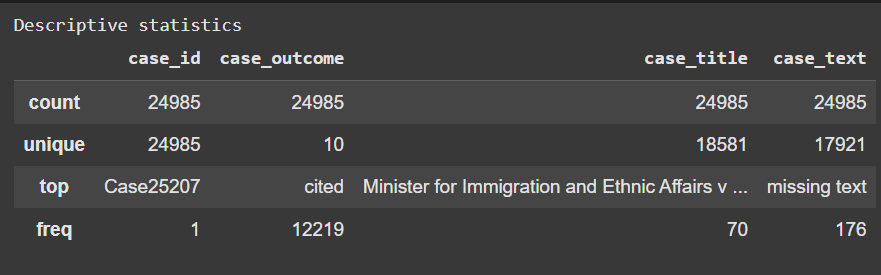 Descriptive statistics
case_id case_outcome case_title case_text
count 24985 24985 24985 24985
unique 24985 10 18581 17921
top Case25207 cited Minister for Immigration and Ethnic Affairs v ... missing text
freq 1 12219 70 176